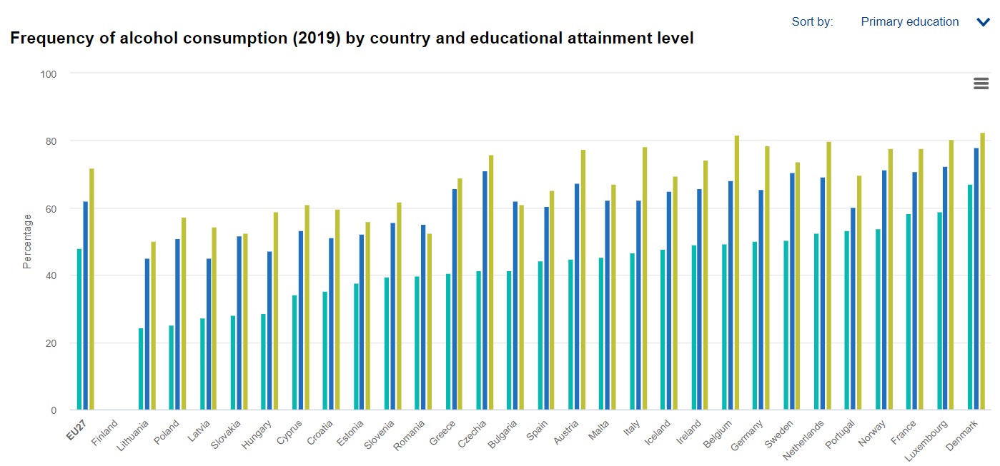 Sort by: Primary education
Frequency of alcohol consumption (2019) by country and educational attainment level
100
80
60
40
20
0
Percentage
EU27
Finland
Lithuania
Poland
Latvia
Slovakia
Hungary
Cyprus
Croatia
Estonia
Slovenia
Romania
Greece
Czechia
Bulgaria
Spain
Austria
Malta
Italy
Iceland
Ireland
Belgium
Germany
Sweden
Netherlands
Portugal
Norway
France
Luxembourg
Denmark